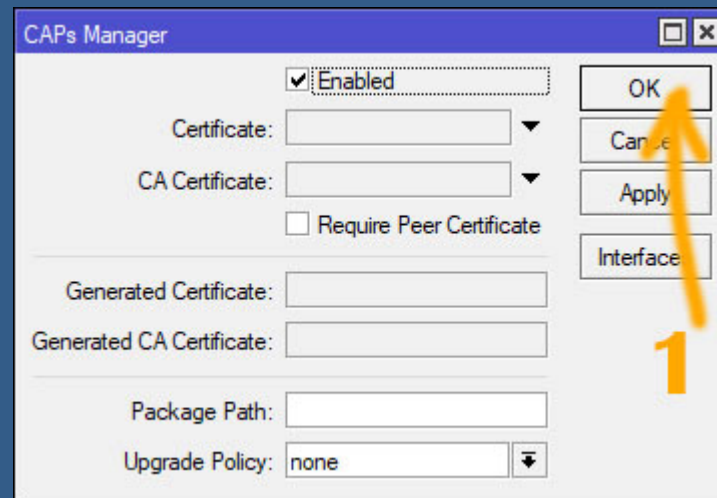 CAPs Manager
Enabled
OK
Certificate:
Cancel
CA Certificate:
Apply
Require Peer Certificate
Interface
Generated Certificate:
Generated CA Certificate:
1
Package Path:
Upgrade Policy: none